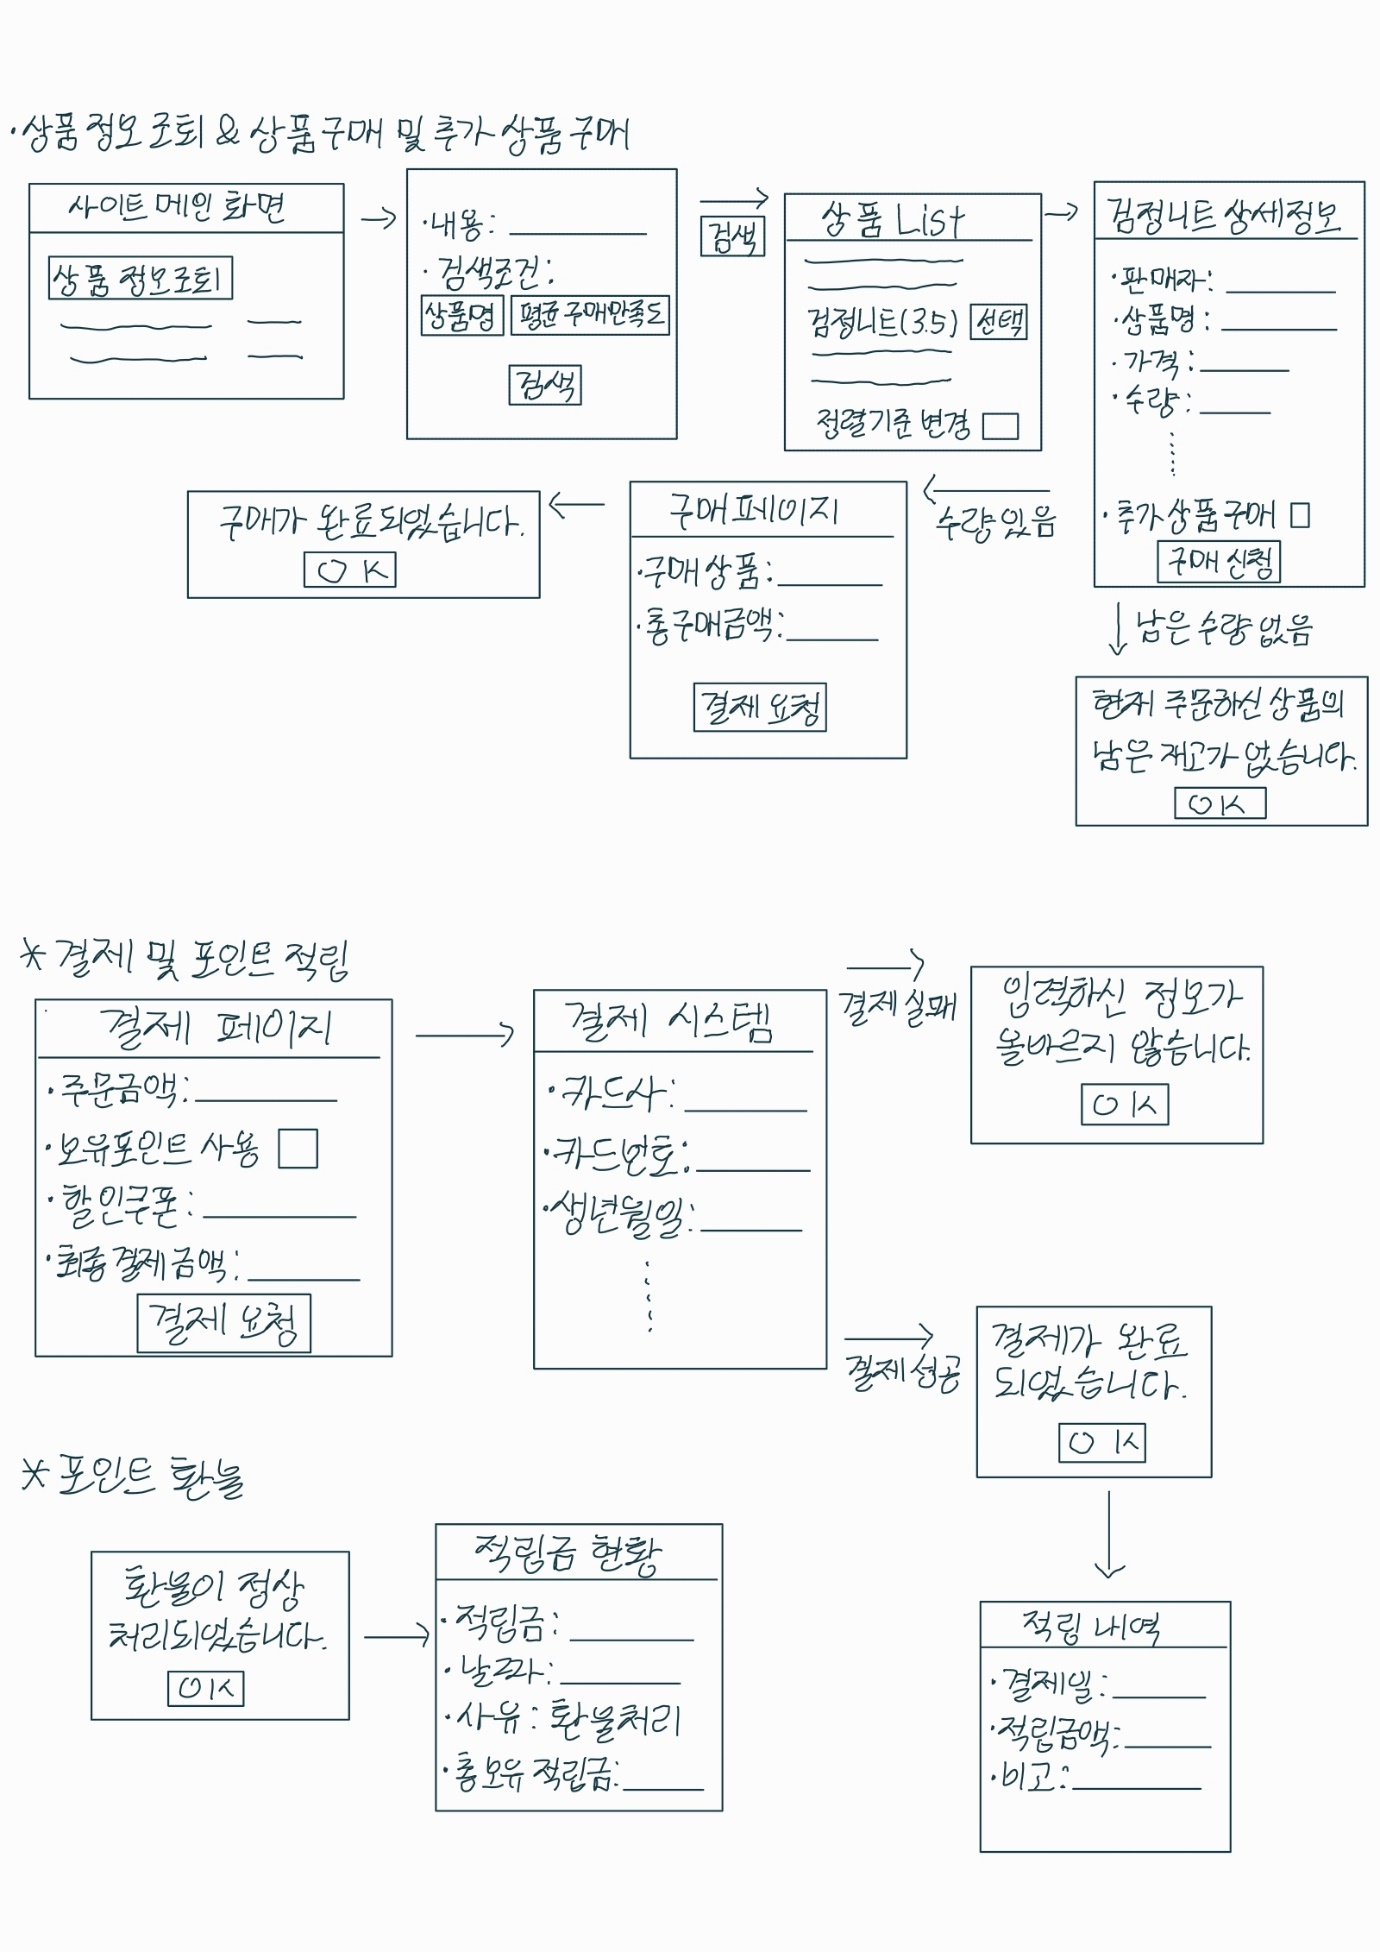 ·상품 정보 조회 & 상품 구매 및 추가 상품 구매
사이트 메인 화면
상품 정보조회
·내용:
·검색조건:
상품명 평균 구매만족도
검색
검색
상품 List
검정니트(3.5) 선택
정렬기준 변경
검정니트 상세정보
·판매자:
·상품명:
·가격:
·수량:
·추가 상품 구매
구매 신청
수량 있음
구매 페이지
·구매 상품:
·총구매금액:
결제 요청
구매가 완료되었습니다.
OK
남은 수량 없음
현재 주문하신 상품의
남은 재고가 없습니다.
OK
* 결제 및 포인트 적립
결제 페이지
·주문금액:
·보유포인트 사용
·할인쿠폰:
·최종 결제 금액:
결제 요청
결제 시스템
·카드사:
·카드번호:
·생년월일:
결제 실패
입력하신 정보가
올바르지 않습니다.
OK
결제 성공
결제가 완료
되었습니다.
OK
적립 내역
·결제일:
·적립금액:
·비고:
* 포인트 환불
환불이 정상
처리되었습니다.
OK
적립금 현황
·적립금:
·날짜:
·사유: 환불처리
·총보유 적립금: